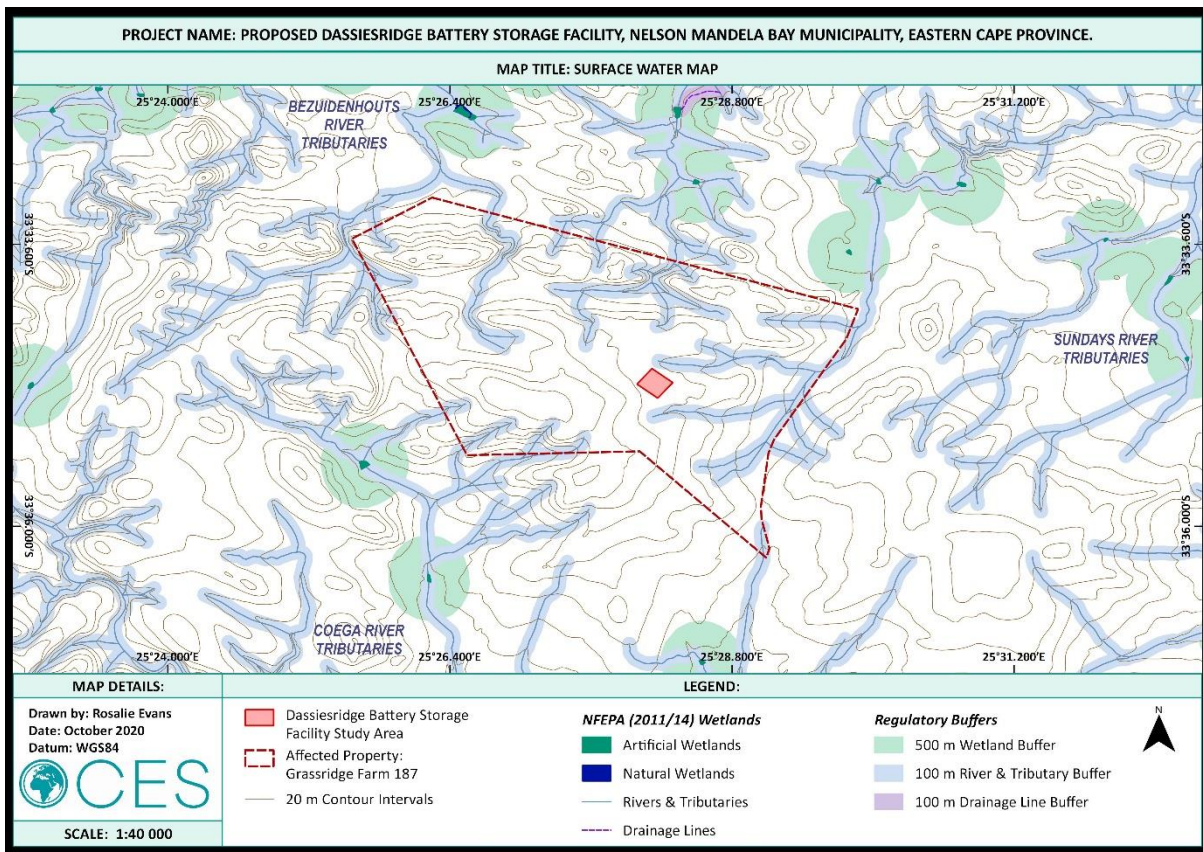 PROJECT NAME: PROPOSED DASSIESRIDGE BATTERY STORAGE FACILITY, NELSON MANDELA BAY MUNICIPALITY, EASTERN CAPE PROVINCE.
MAP TITLE: SURFACE WATER MAP
25°24.000'E
25°26.400'E
25°28.800'E
25°31.200'E
BEZUIDENHOUTS
RIVER
TRIBUTARIES
33°33.600'S
33°33.600'S
SUNDAYS RIVER
TRIBUTARIES
33°36.000'S
33°36.000'S
COEGA RIVER
TRIBUTARIES
25°24.000'E
25°26.400'E
25°28.800'E
25°31.200'E
MAP DETAILS:
Drawn by: Rosalie Evans
Date: October 2020
Datum: WGS84
CES
SCALE: 1:40 000
LEGEND:
Dassiesridge Battery Storage
Facility Study Area
Affected Property:
Grassridge Farm 187
20 m Contour Intervals
NFEPA (2011/14) Wetlands
Artificial Wetlands
Natural Wetlands
Rivers & Tributaries
Drainage Lines
Regulatory Buffers
500 m Wetland Buffer
100 m River & Tributary Buffer
100 m Drainage Line Buffer
N